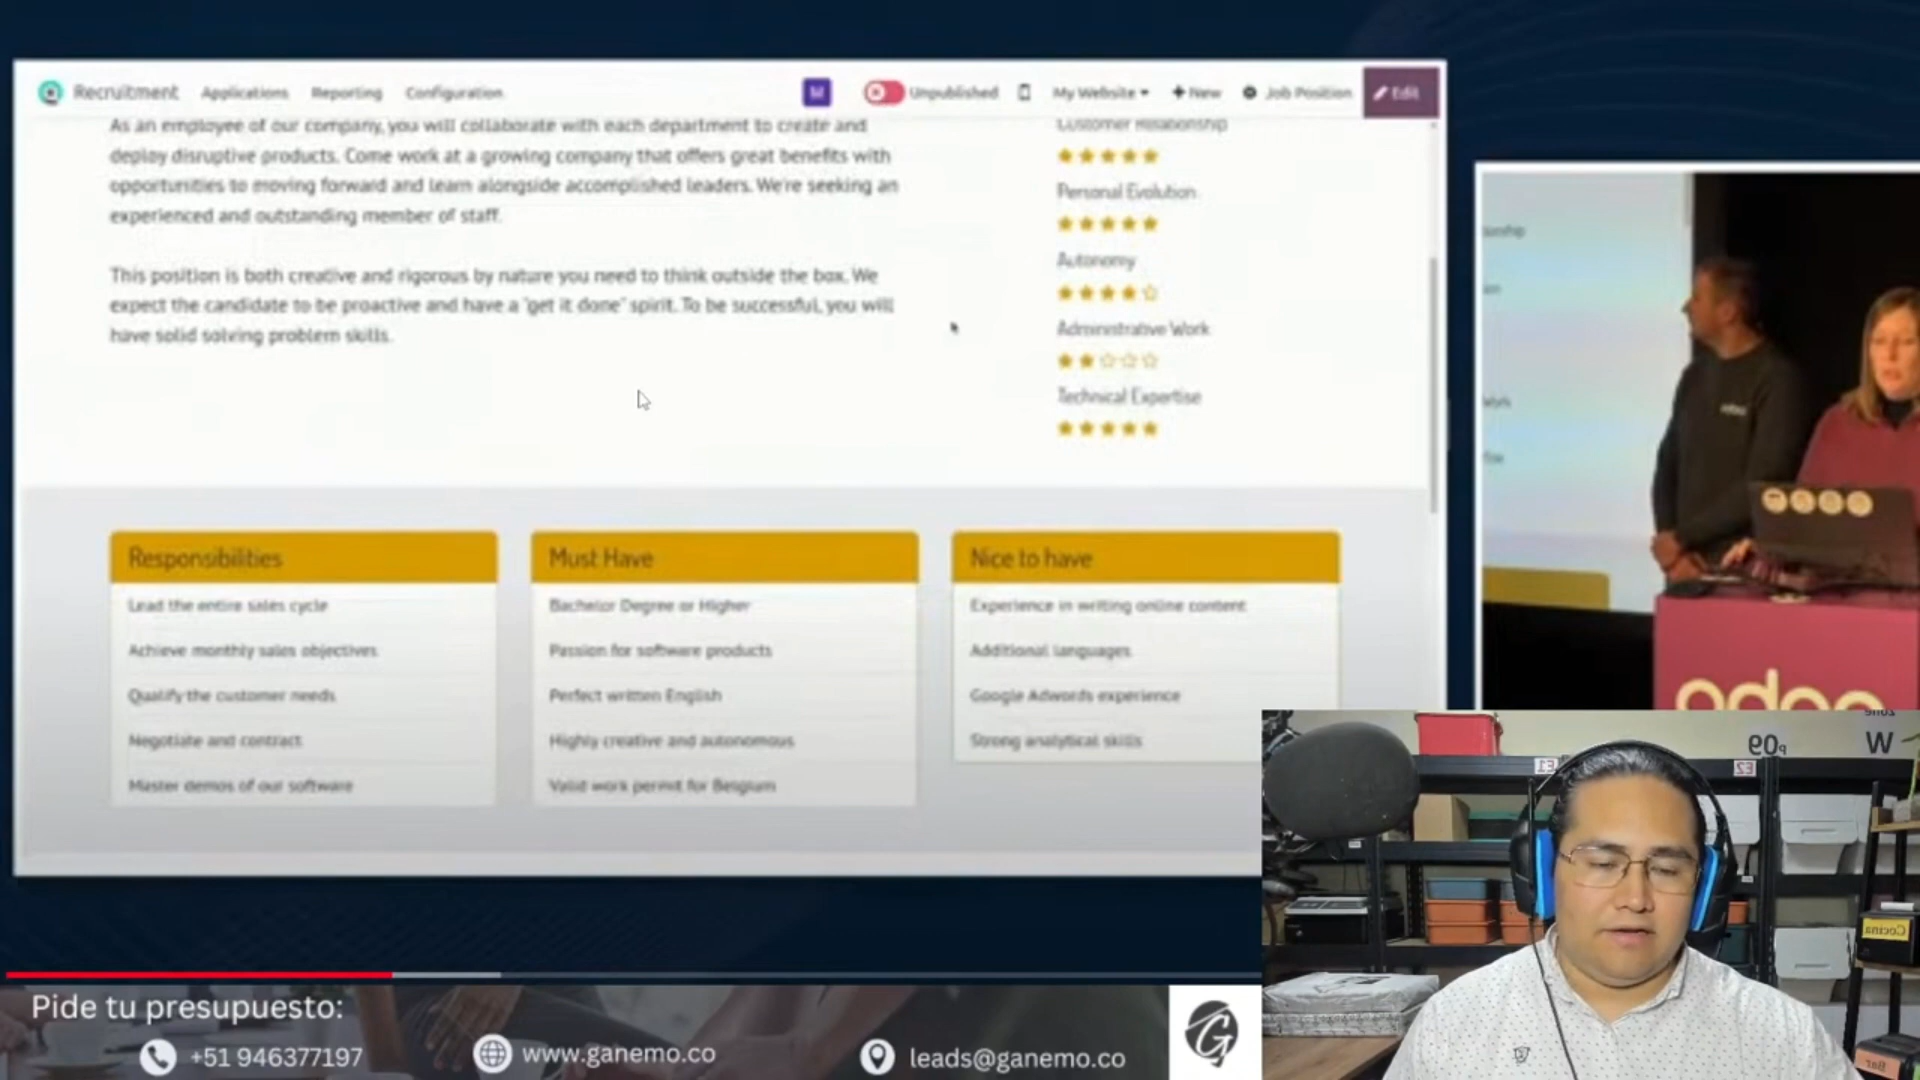 Recruitment Applications Reporting Configuration M Unpublished My Website + New Job Position Edit
As an employee of our company, you will collaborate with each department to create and
deploy disruptive products. Come work at a growing company that offers great benefits with
opportunities to moving forward and learn alongside accomplished leaders. We're seeking an
experienced and outstanding member of staff.
This position is both creative and rigorous by nature you need to think outside the box. We
expect the candidate to be proactive and have a "get it done" spirit. To be successful, you will
have solid solving problem skills.
Customer Relationship
Personal Evolution
Autonomy
Administrative Work
Technical Expertise
Responsibilities
Lead the entire sales cycle
Achieve monthly sales objectives
Qualify the customer needs
Negotiate and contract
Master demos of our software
Must Have
Bachelor Degree or Higher
Passion for software products
Perfect written English
Highly creative and autonomous
Valid work permit for Belgium
Nice to have
Experience in writing online content
Additional languages
Google Adwords experience
Strong analytical skills
odoo
zone
W
E1
E2
Cocina
Bar
Pide tu presupuesto:
+51 946377197
www.ganemo.co
leads@ganemo.co
G